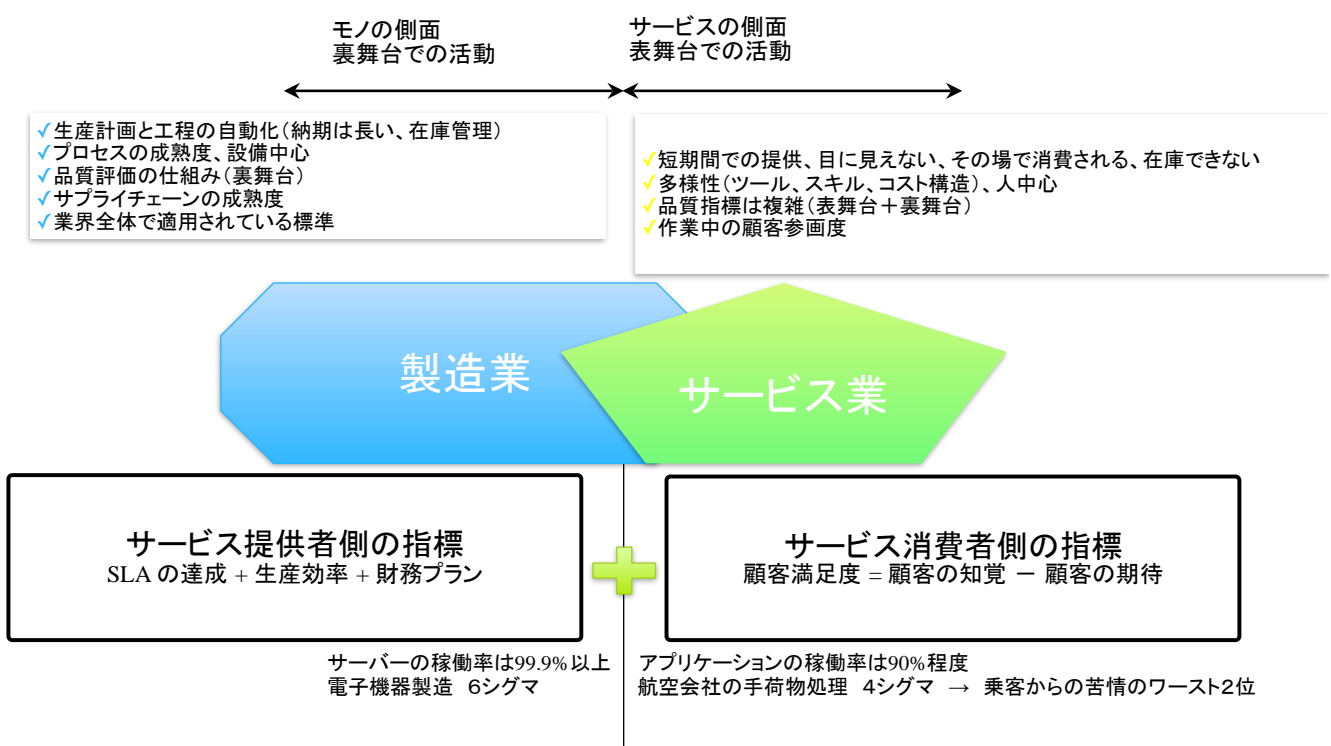 モノの側面
裏舞台での活動
サービスの側面
表舞台での活動
✓生産計画と工程の自動化(納期は長い、在庫管理)
✓プロセスの成熟度、設備中心
✓品質評価の仕組み(裏舞台)
✓サプライチェーンの成熟度
✓業界全体で適用されている標準
✓短期間での提供、目に見えない、その場で消費される、在庫できない
✓多様性(ツール、スキル、コスト構造)、人中心
✓品質指標は複雑(表舞台+裏舞台)
✓作業中の顧客参画度
製造業
サービス業
サービス提供者側の指標
SLA の達成 + 生産効率 + 財務プラン
サービス消費者側の指標
顧客満足度 = 顧客の知覚 - 顧客の期待
サーバーの稼働率は99.9%以上
電子機器製造 6シグマ
アプリケーションの稼働率は90%程度
航空会社の手荷物処理 4シグマ → 乗客からの苦情のワースト2位